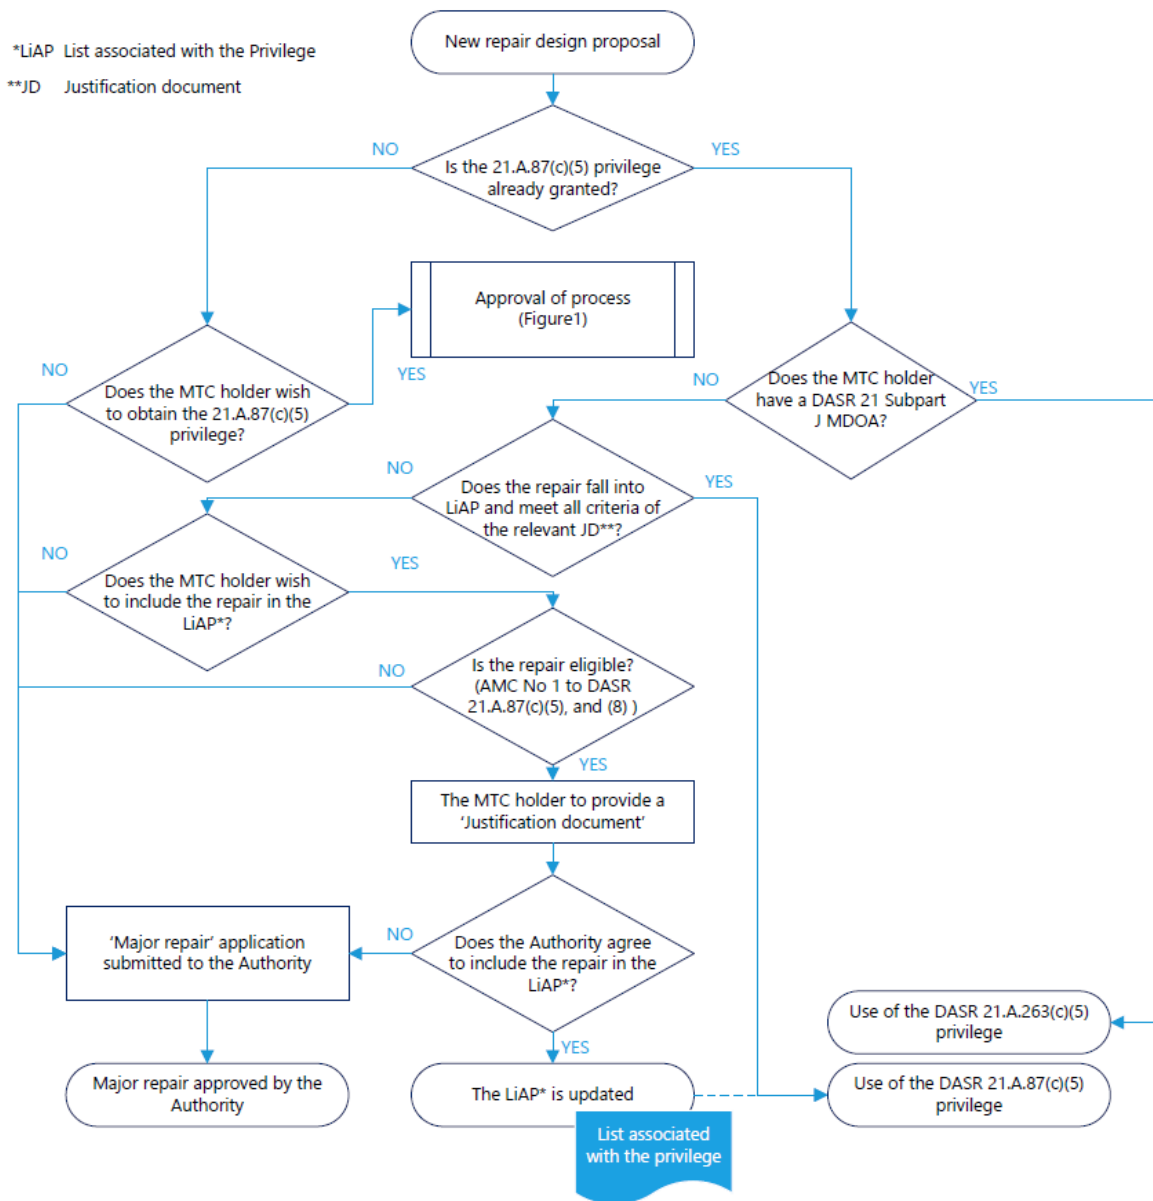 *LiAP List associated with the Privilege
**JD Justification document
New repair design proposal
NO
YES
Is the 21.A.87(c)(5) privilege
already granted?
Approval of process
(Figure1)
NO
YES
Does the MTC holder wish
to obtain the 21.A.87(c)(5)
privilege?
NO
YES
Does the MTC holder
have a DASR 21 Subpart
J MDOA?
NO
YES
Does the repair fall into
LiAP and meet all criteria of
the relevant JD**?
NO
YES
Does the MTC holder wish
to include the repair in the
LiAP*?
NO
Is the repair eligible?
(AMC No 1 to DASR
21.A.87(c)(5), and (8) )
YES
The MTC holder to provide a
‘Justification document’
‘Major repair’ application
submitted to the Authority
NO
Does the Authority agree
to include the repair in the
LiAP*?
YES
Use of the DASR 21.A.263(c)(5)
privilege
Major repair approved by the
Authority
The LiAP* is updated
Use of the DASR 21.A.87(c)(5)
privilege
List associated
with the privilege